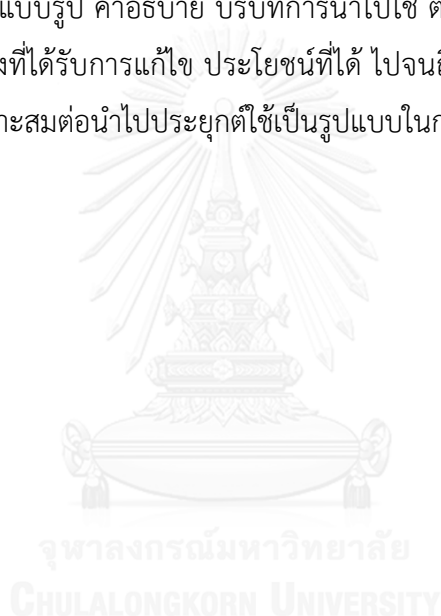 แบบรูป คำอธิบาย บริบทการนำไปใช้ ต
งที่ได้รับการแก้ไข ประโยชน์ที่ได้ ไปจนถึ
าะสมต่อนำไปประยุกต์ใช้เป็นรูปแบบในก
จุฬาลงกรณ์มหาวิทยาลัย
CHULALONGKORN UNIVERSITY